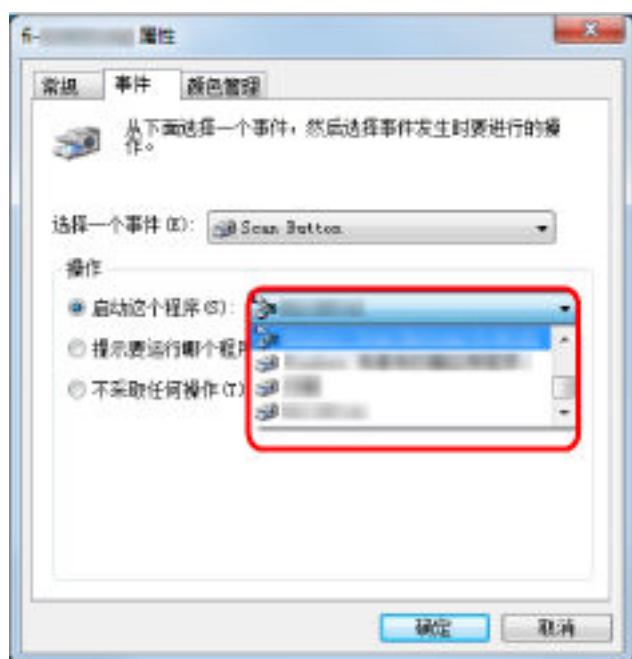 fi- 属性
常规 事件 颜色管理
从下面选择一个事件，然后选择事件发生时要进行的操
作。
选择一个事件(E): Scan Button
操作
启动这个程序(S):
提示要运行哪个程序
不采取任何操作(T)
确定 取消